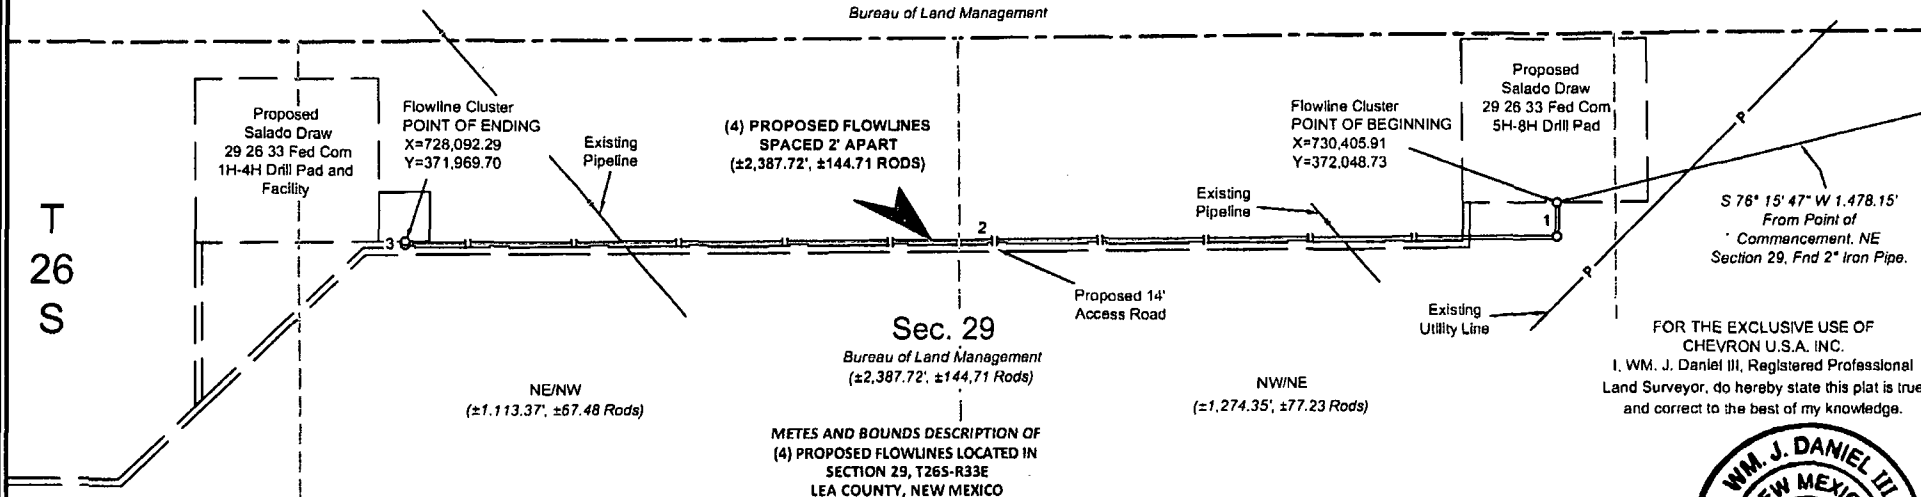 Bureau of Land Management
Proposed
Salado Draw
29 26 33 Fed Com
1H-4H Drill Pad and
Facility
Flowline Cluster
POINT OF ENDING
X=728,092.29
Y=371,969.70
Existing
Pipeline
(4) PROPOSED FLOWLINES
SPACED 2' APART
(±2,387.72', ±144.71 RODS)
Flowline Cluster
POINT OF BEGINNING
X=730,405.91
Y=372,048.73
Proposed
Salado Draw
29 26 33 Fed Com
5H-8H Drill Pad
P
Existing
Pipeline
S 76° 15' 47" W 1,478.15'
From Point of
Commencement. NE
Section 29, Fnd 2" Iron Pipe.
T
26
S
3
2
1
P
Proposed 14'
Access Road
Existing
Utility Line
Sec. 29
Bureau of Land Management
(±2,387.72', ±144.71 Rods)
NE/NW
(±1,113.37', ±67.48 Rods)
NW/NE
(±1,274.35', ±77.23 Rods)
FOR THE EXCLUSIVE USE OF
CHEVRON U.S.A. INC.
I, WM. J. Daniel III, Registered Professional
Land Surveyor, do hereby state this plat is true
and correct to the best of my knowledge.
METES AND BOUNDS DESCRIPTION OF
(4) PROPOSED FLOWLINES LOCATED IN
SECTION 29, T26S-R33E
LEA COUNTY, NEW MEXICO
WM. J. DANIEL III
NEW MEXICO